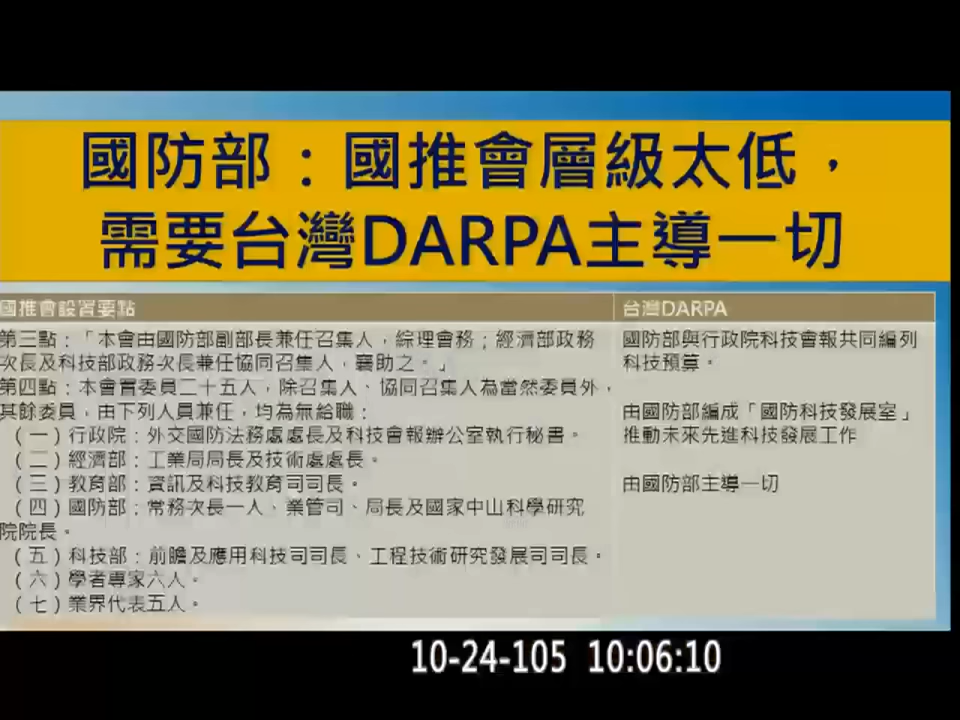 國防部：國推會層級太低，
需要台灣DARPA主導一切
國推會設置要點
台灣DARPA
第三點：「本會由國防部副部長兼任召集人，綜理會務；經濟部政務
次長及科技部政務次長兼任協同召集人，襄助之。」
第四點：本會置委員二十五人，除召集人、協同召集人為當然委員外，
其餘委員，由下列人員兼任，均為無給職：
（一）行政院：外交國防法務處處長及科技會報辦公室執行秘書。
（二）經濟部：工業局局長及技術處處長。
（三）教育部：資訊及科技教育司司長。
（四）國防部：常務次長一人、業管司、局長及國家中山科學研究
院院長。
（五）科技部：前瞻及應用科技司司長、工程技術研究發展司司長。
（六）學者專家六人。
（七）業界代表五人。
國防部與行政院科技會報共同編列
科技預算。
由國防部編成「國防科技發展室」
推動未來先進科技發展工作
由國防部主導一切
10-24-105 10:06:10